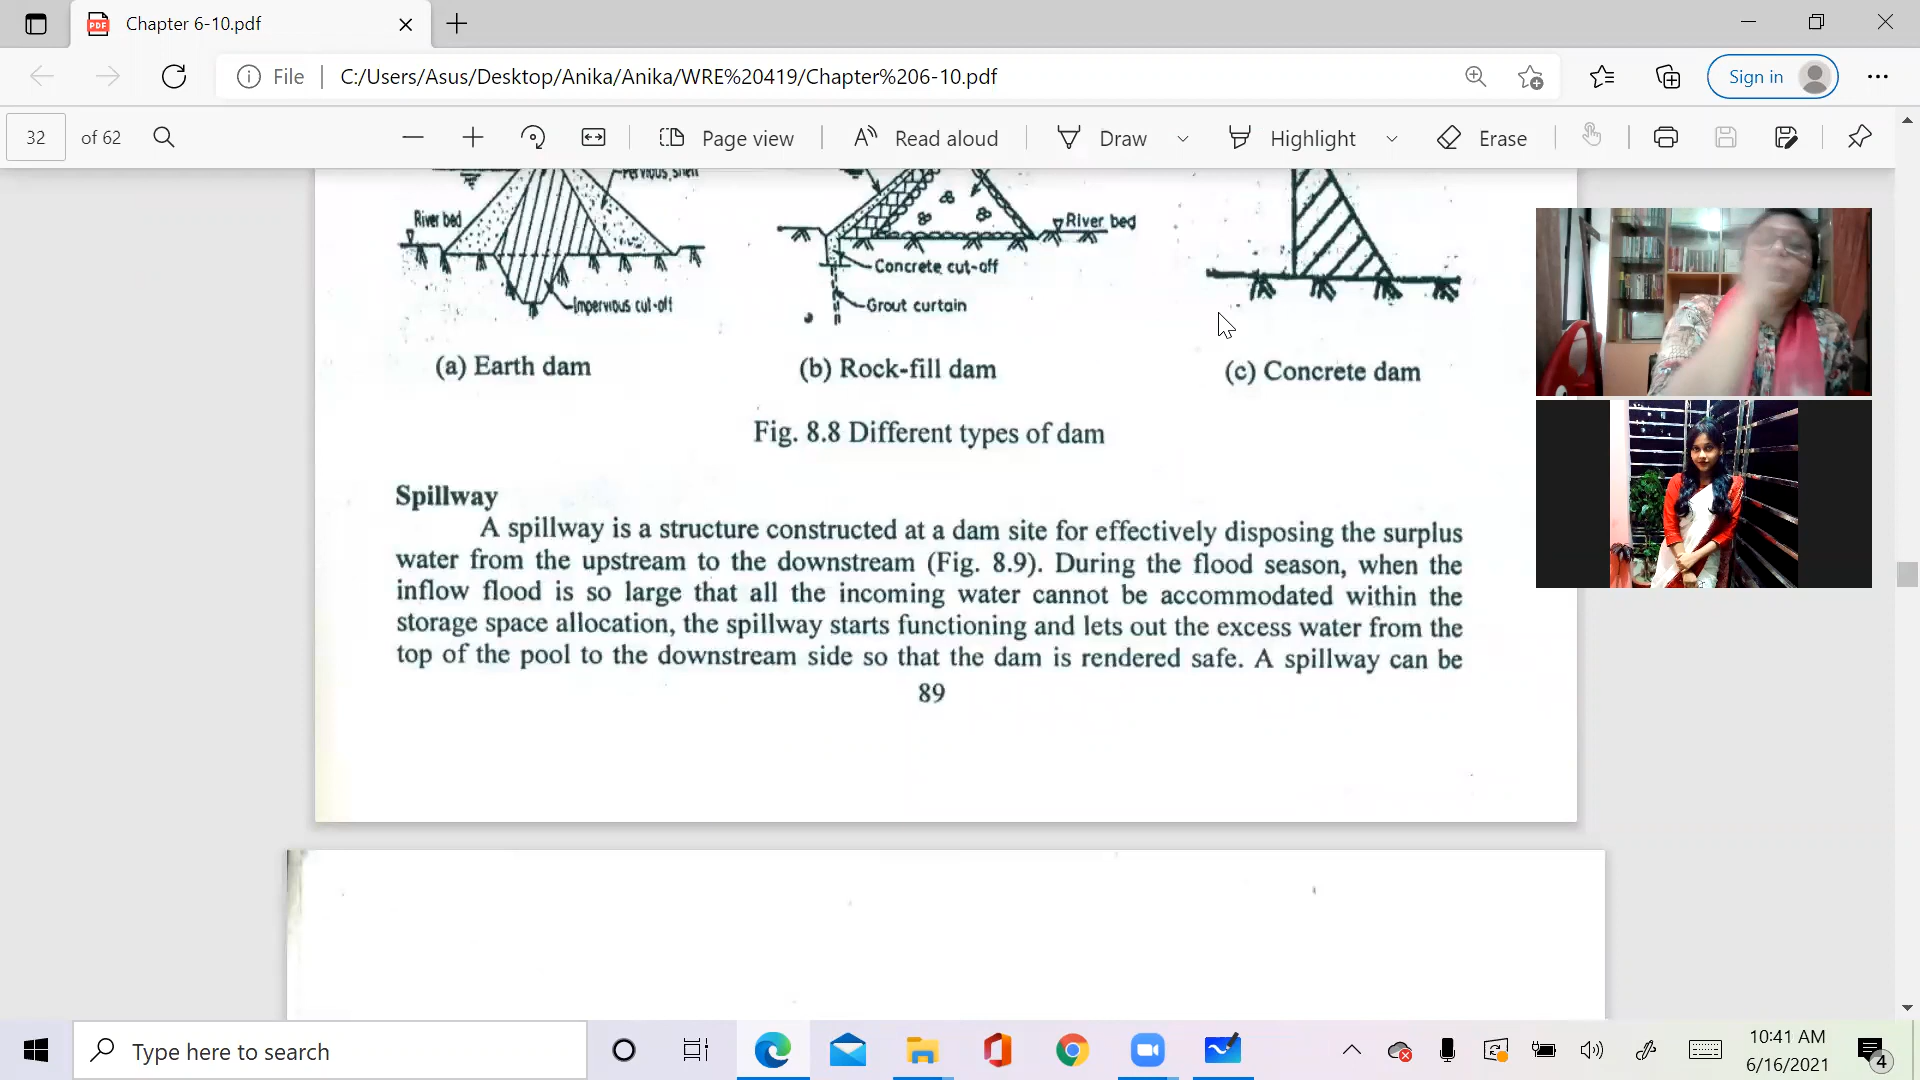 Chapter 6-10.pdf
File
C:/Users/Asus/Desktop/Anika/Anika/WRE%20419/Chapter%206-10.pdf
Sign in
32 of 62
Page view
Read aloud
Draw
Highlight
Erase
Pervious shell
River bed
River bed
Concrete cut-off
Impervious cut-off
Grout curtain
(a) Earth dam
(b) Rock-fill dam
(c) Concrete dam
Fig. 8.8 Different types of dam
Spillway
A spillway is a structure constructed at a dam site for effectively disposing the surplus
water from the upstream to the downstream (Fig. 8.9). During the flood season, when the
inflow flood is so large that all the incoming water cannot be accommodated within the
storage space allocation, the spillway starts functioning and lets out the excess water from the
top of the pool to the downstream side so that the dam is rendered safe. A spillway can be
89
Type here to search
10:41 AM
6/16/2021
4